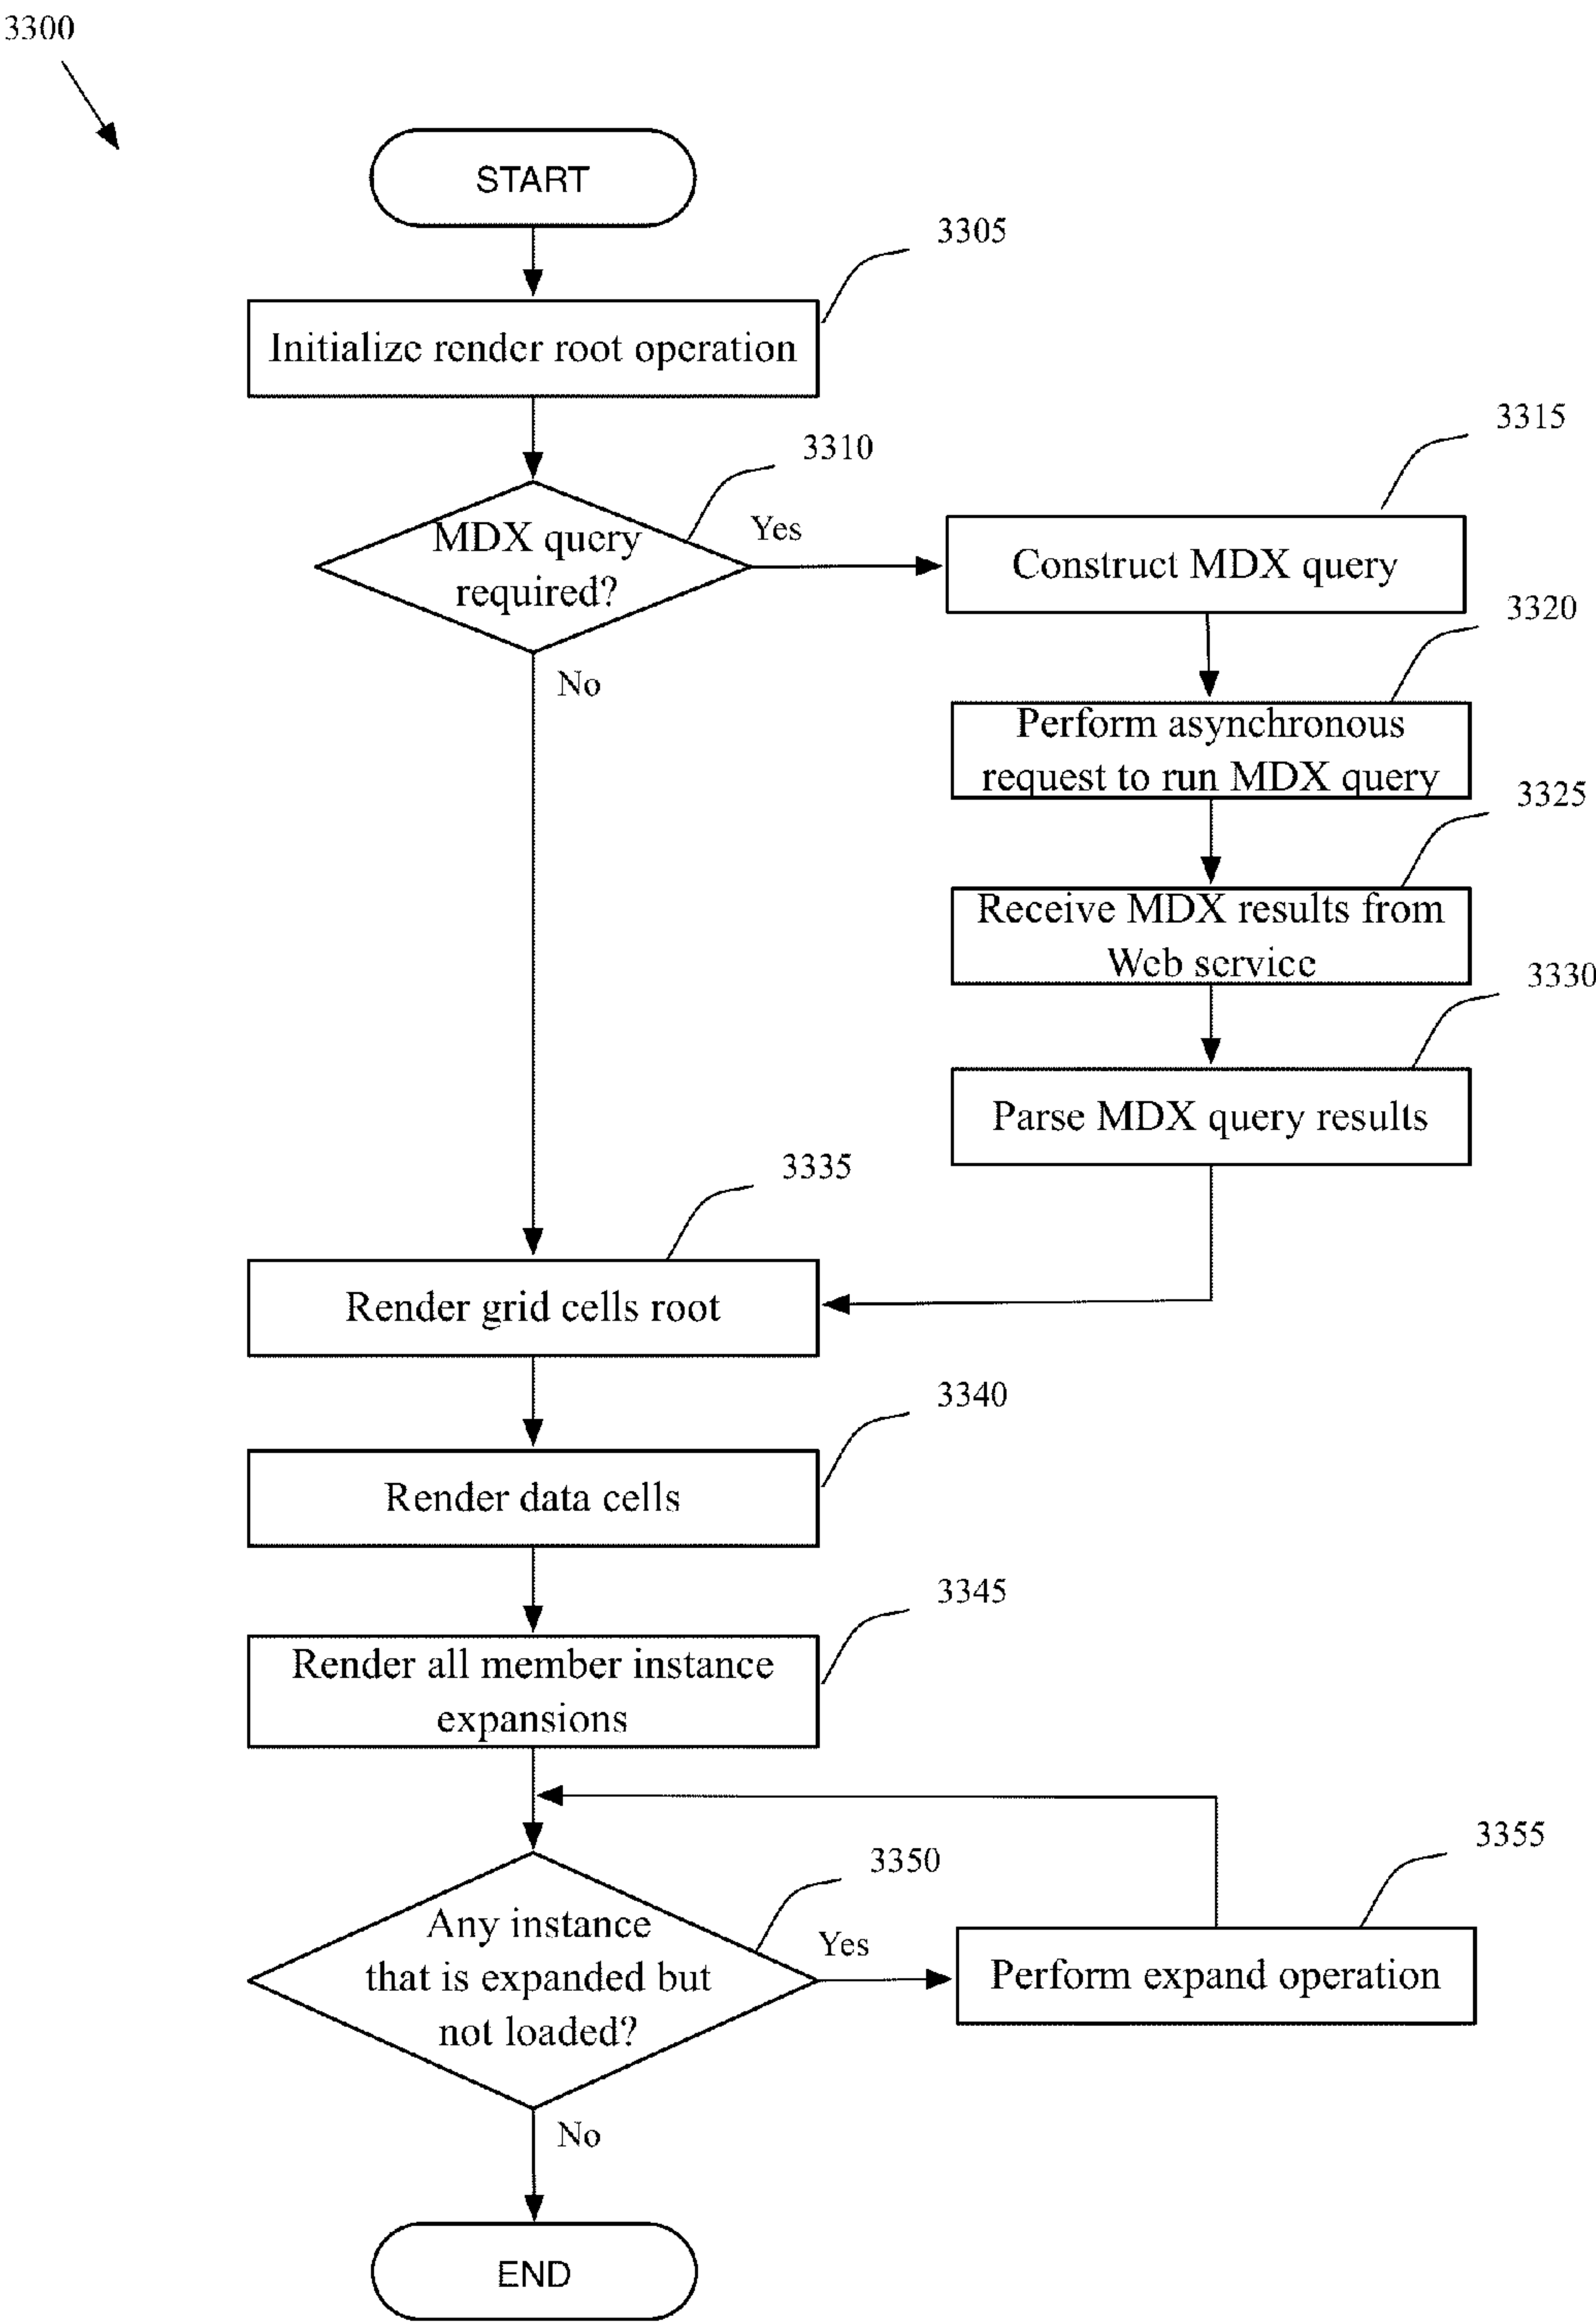 3300
START
3305
Initialize render root operation
3310
MDX query
required?
Yes
3315
Construct MDX query
3320
No
Perform asynchronous
request to run MDX query
3325
Receive MDX results from
Web service
3330
Parse MDX query results
3335
Render grid cells root
3340
Render data cells
3345
Render all member instance
expansions
3350
3355
Any instance
that is expanded but
not loaded?
Yes
Perform expand operation
No
END